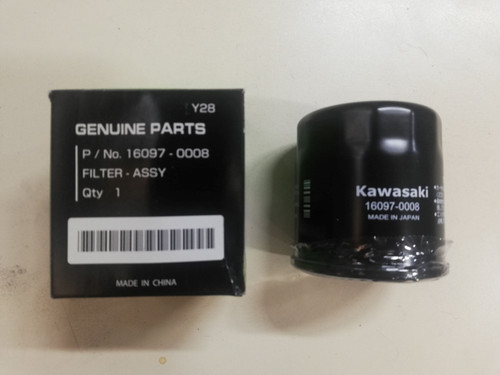 Y28
GENUINE PARTS
P / No. 16097 - 0008
FILTER - ASSY
Qty 1
MADE IN CHINA
Kawasaki
16097-0008
MADE IN JAPAN